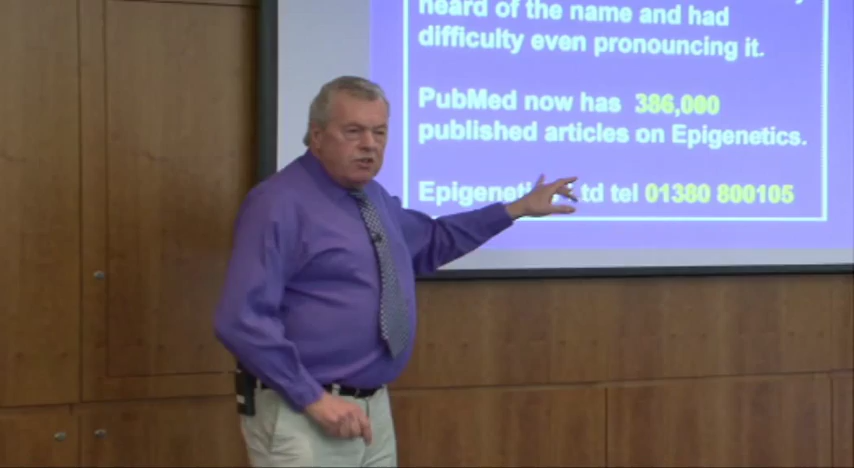 heard of the name and had
difficulty even pronouncing it.
PubMed now has 386,000
published articles on Epigenetics.
td tel 01380 800105